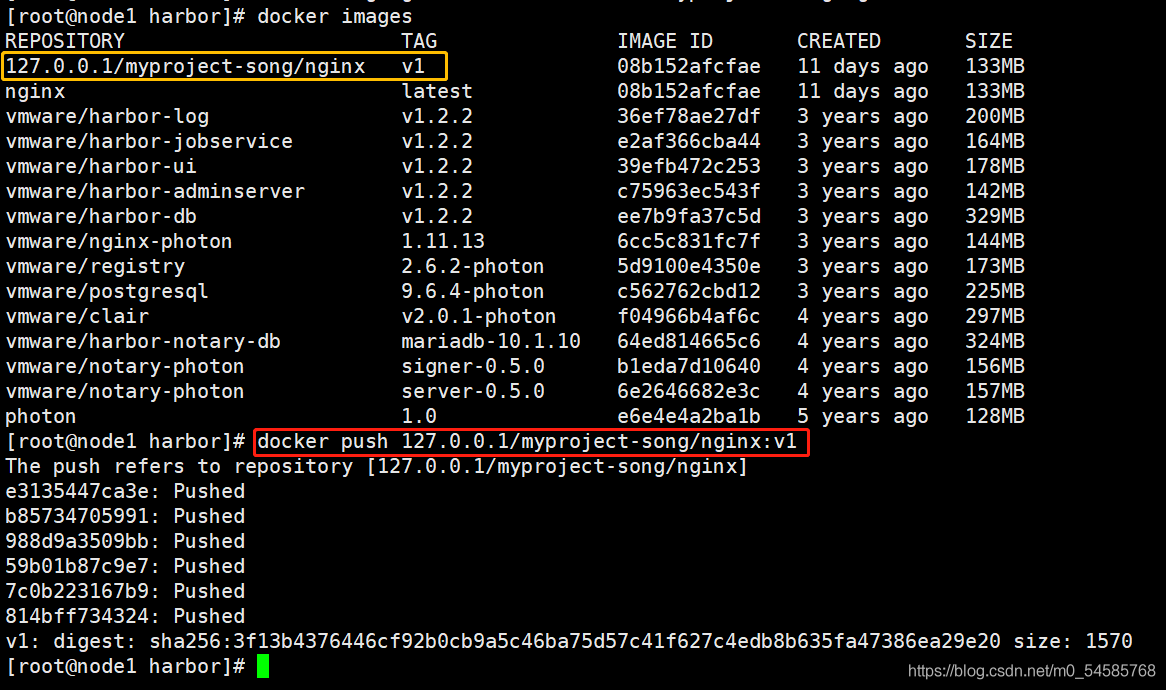 [root@node1 harbor]# docker images
REPOSITORY TAG IMAGE ID CREATED SIZE
127.0.0.1/myproject-song/nginx v1 08b152afcfae 11 days ago 133MB
nginx latest 08b152afcfae 11 days ago 133MB
vmware/harbor-log v1.2.2 36ef78ae27df 3 years ago 200MB
vmware/harbor-jobservice v1.2.2 e2af366cba44 3 years ago 164MB
vmware/harbor-ui v1.2.2 39efb472c253 3 years ago 178MB
vmware/harbor-adminserver v1.2.2 c75963ec543f 3 years ago 142MB
vmware/harbor-db v1.2.2 ee7b9fa37c5d 3 years ago 329MB
vmware/nginx-photon 1.11.13 6cc5c831fc7f 3 years ago 144MB
vmware/registry 2.6.2-photon 5d9100e4350e 3 years ago 173MB
vmware/postgresql 9.6.4-photon c562762cbd12 3 years ago 225MB
vmware/clair v2.0.1-photon f04966b4af6c 4 years ago 297MB
vmware/harbor-notary-db mariadb-10.1.10 64ed814665c6 4 years ago 324MB
vmware/notary-photon signer-0.5.0 b1eda7d10640 4 years ago 156MB
vmware/notary-photon server-0.5.0 6e2646682e3c 4 years ago 157MB
photon 1.0 e6e4e4a2ba1b 5 years ago 128MB
[root@node1 harbor]# docker push 127.0.0.1/myproject-song/nginx:v1
The push refers to repository [127.0.0.1/myproject-song/nginx]
e3135447ca3e: Pushed
b85734705991: Pushed
988d9a3509bb: Pushed
59b01b87c9e7: Pushed
7c0b223167b9: Pushed
814bff734324: Pushed
v1: digest: sha256:3f13b4376446cf92b0cb9a5c46ba75d57c41f627c4edb8b635fa47386ea29e20 size: 1570
[root@node1 harbor]#
https://blog.csdn.net/m0_54585768